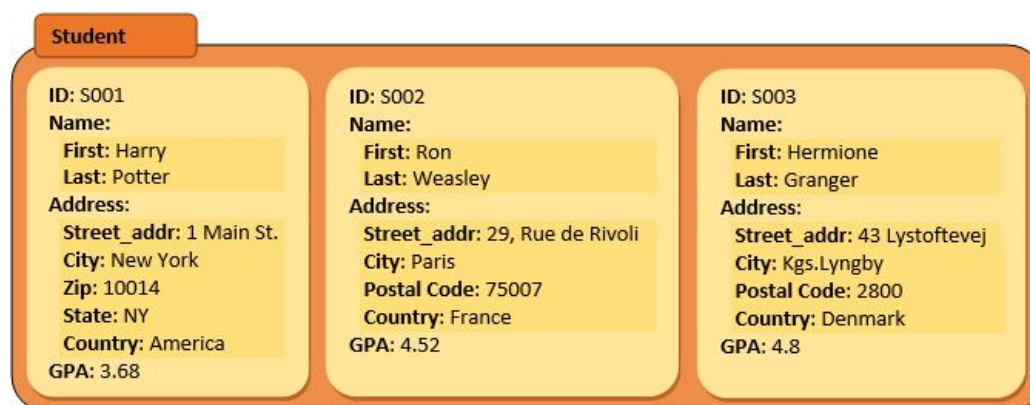 Student
ID: S001
Name:
First: Harry
Last: Potter
Address:
Street_addr: 1 Main St.
City: New York
Zip: 10014
State: NY
Country: America
GPA: 3.68
ID: S002
Name:
First: Ron
Last: Weasley
Address:
Street_addr: 29, Rue de Rivoli
City: Paris
Postal Code: 75007
Country: France
GPA: 4.52
ID: S003
Name:
First: Hermione
Last: Granger
Address:
Street_addr: 43 Lystoftevej
City: Kgs.Lyngby
Postal Code: 2800
Country: Denmark
GPA: 4.8